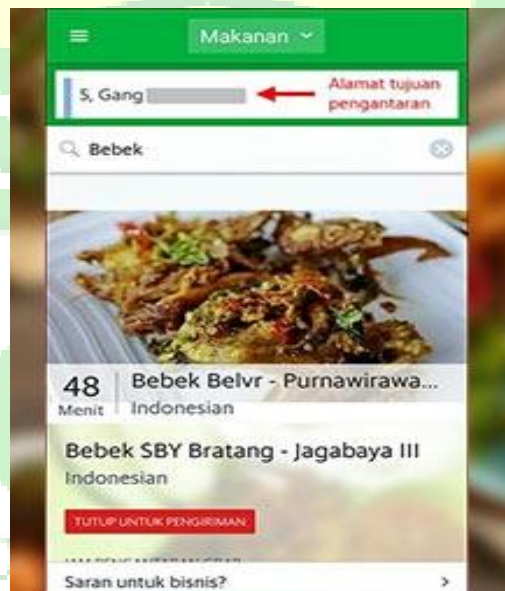 Makanan
S, Gang
Alamat tujuan
pengantaran
Bebek
48
Menit
Bebek Belvr - Purnawirawa...
Indonesian
Bebek SBY Bratang - Jagabaya III
Indonesian
TUTUP UNTUK PENGIRIMAN
Saran untuk bisnis?